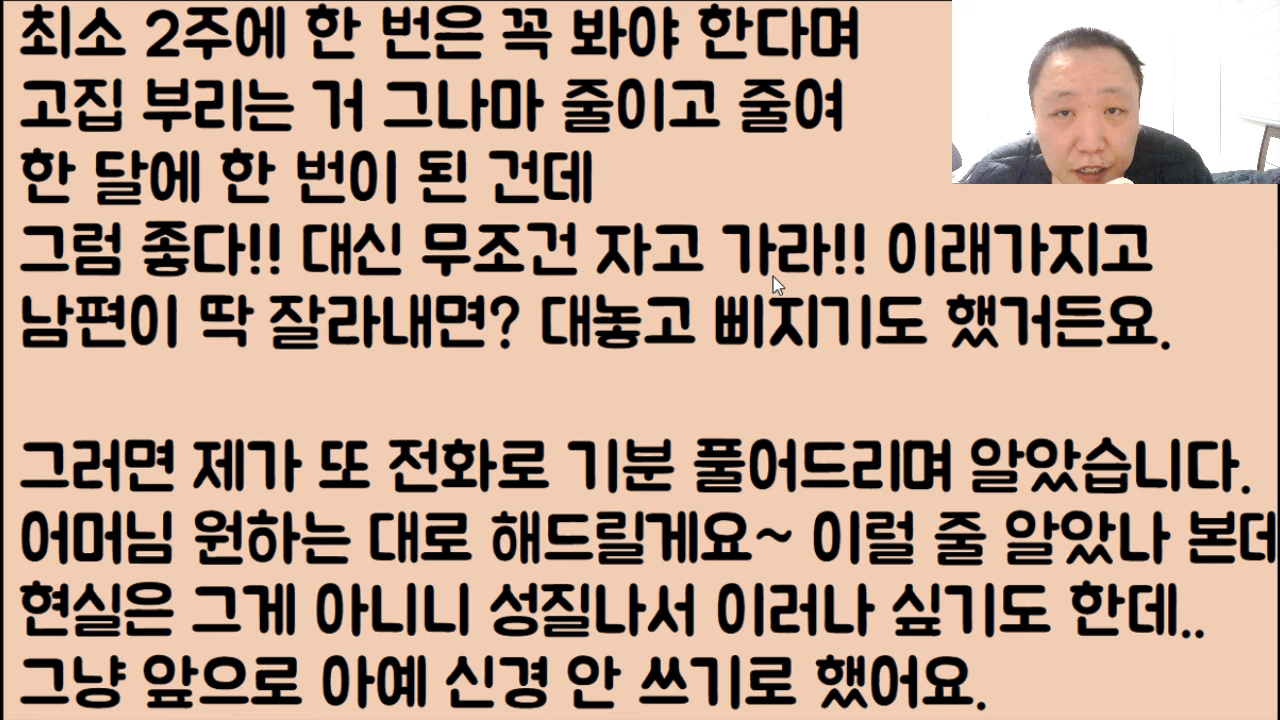 최소 2주에 한 번은 꼭 봐야 한다며
고집 부리는 거 그나마 줄이고 줄여
한 달에 한 번이 된 건데
그럼 좋다!! 대신 무조건 자고 가라!! 이래가지고
남편이 딱 잘라내면? 대놓고 삐지기도 했거든요.
그러면 제가 또 전화로 기분 풀어드리며 알았습니다.
어머님 원하는 대로 해드릴게요~ 이럴 줄 알았나 본데
현실은 그게 아니니 성질나서 이러나 싶기도 한데..
그냥 앞으로 아예 신경 안 쓰기로 했어요.